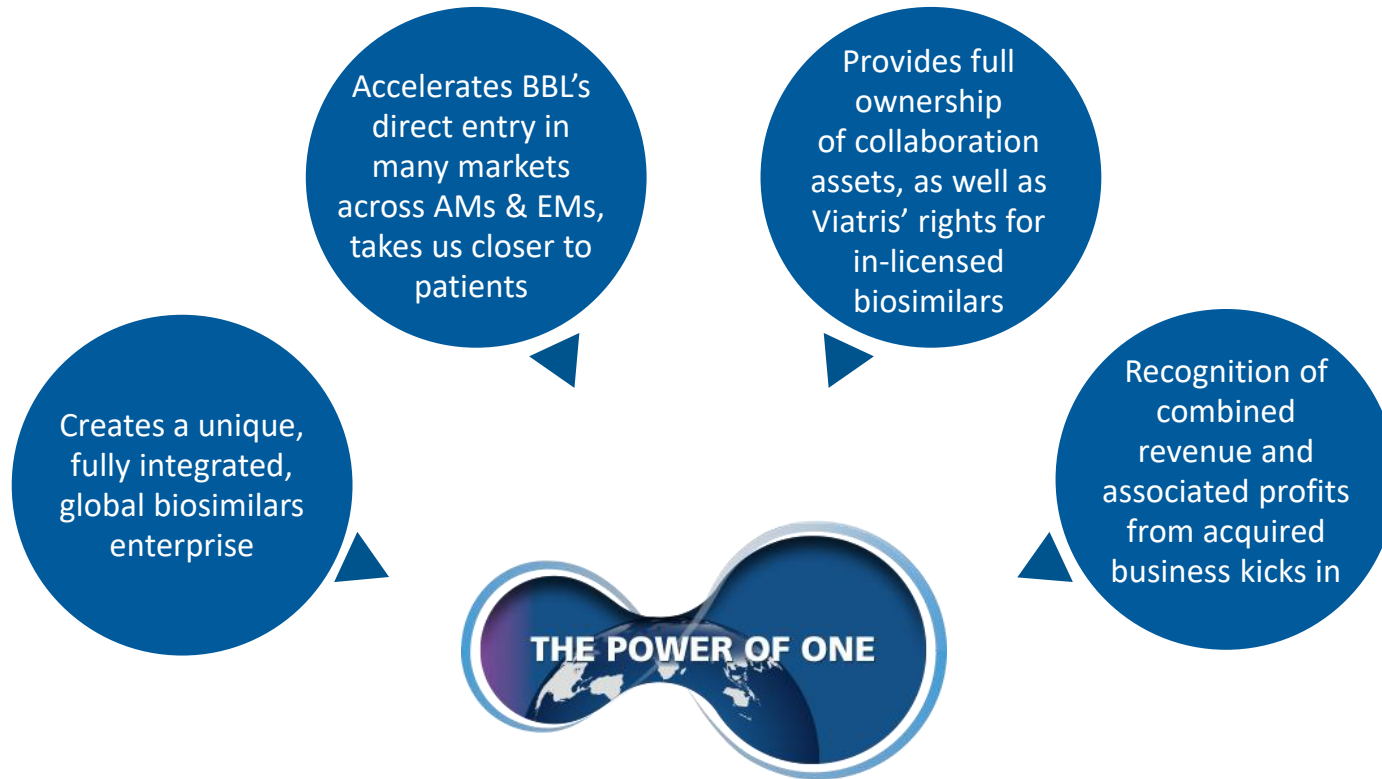 Creates a unique,
fully integrated,
global biosimilars
enterprise
Accelerates BBL’s
direct entry in
many markets
across AMs & EMs,
takes us closer to
patients
Provides full
ownership
of collaboration
assets, as well as
Viatris’ rights for
in-licensed
biosimilars
Recognition of
combined
revenue and
associated profits
from acquired
business kicks in
THE POWER OF ONE